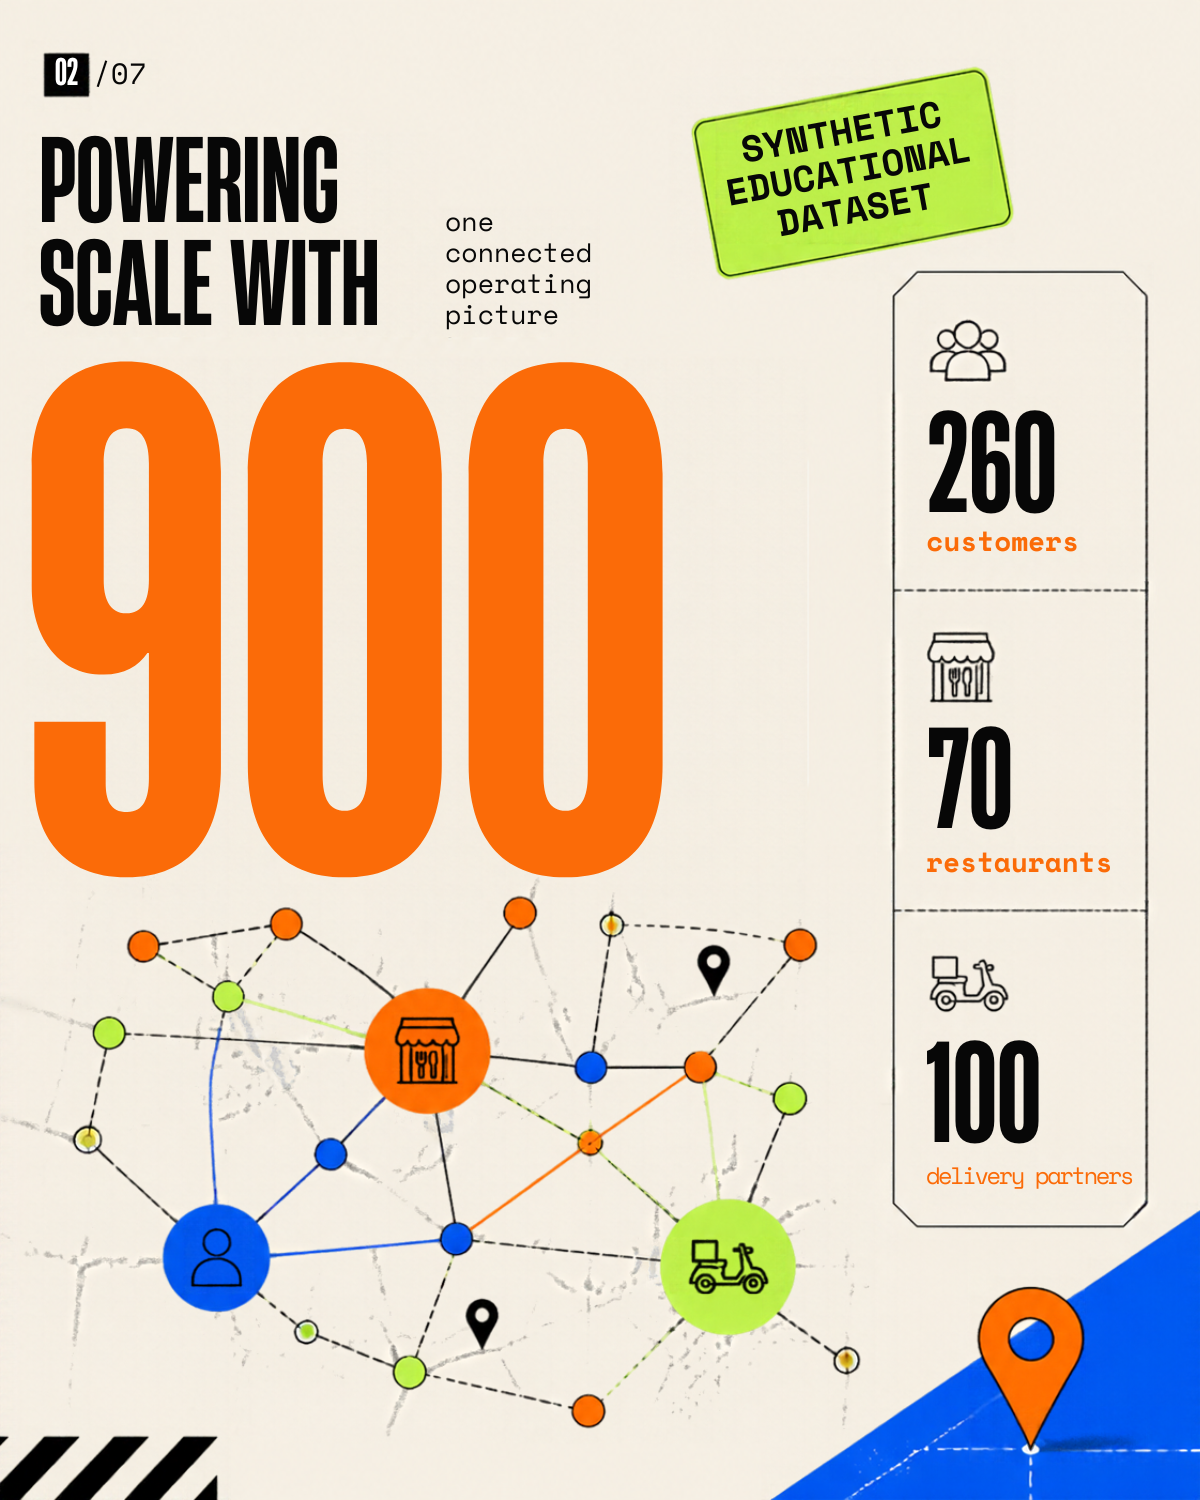 02 /07
POWERING
SCALE WITH
one
connected
operating
picture
SYNTHETIC
EDUCATIONAL
DATASET
900
260
customers
70
restaurants
100
delivery partners